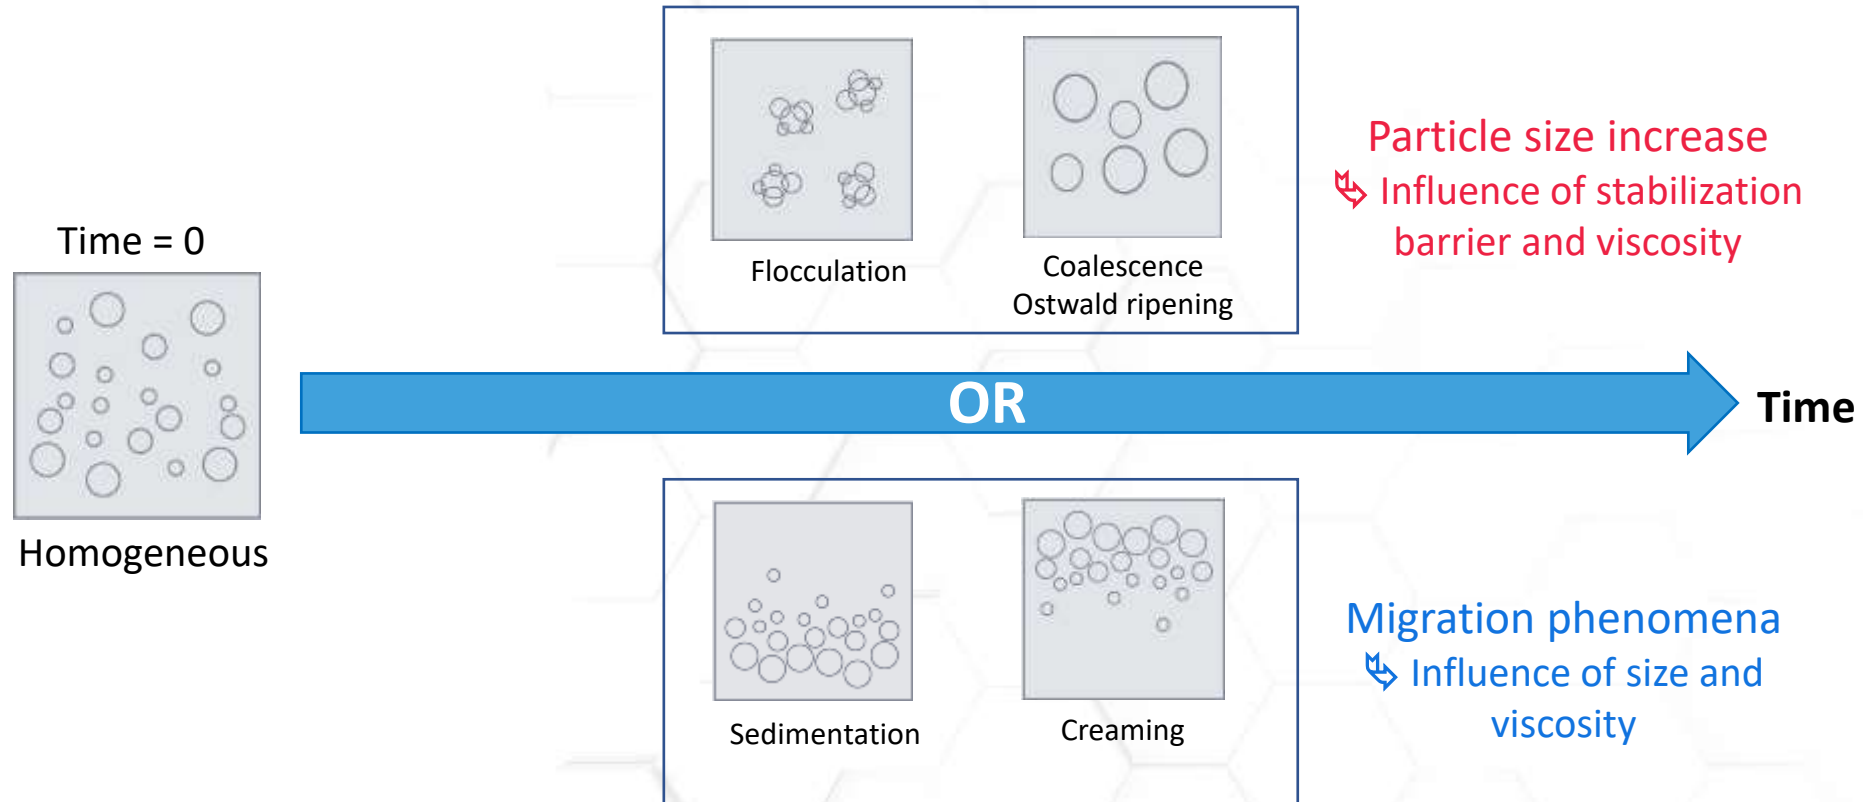 Time = 0
Homogeneous
Flocculation
Coalescence
Ostwald ripening
Particle size increase
↳ Influence of stabilization
barrier and viscosity
OR
Time
Sedimentation
Creaming
Migration phenomena
↳ Influence of size and
viscosity